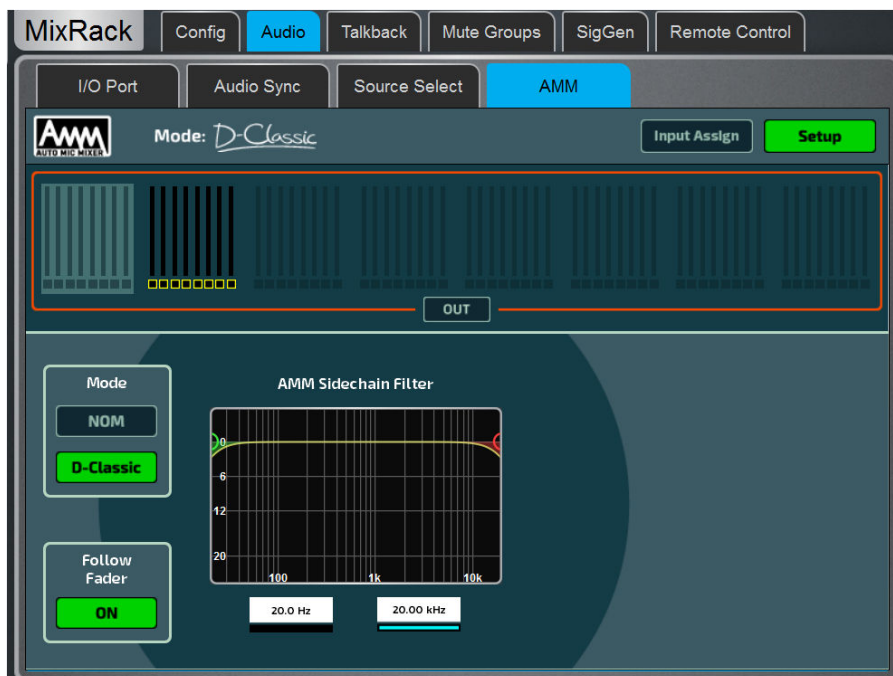 MixRack Config Audio Talkback Mute Groups SigGen Remote Control
I/O Port Audio Sync Source Select AMM
AMM
AUTO MIC MIXER
Mode: D-Classic
Input Assign Setup
OUT
Mode
NOM
D-Classic
Follow
Fader
ON
AMM Sidechain Filter
0
6
12
20
100 1k 10k
20.0 Hz 20.00 kHz